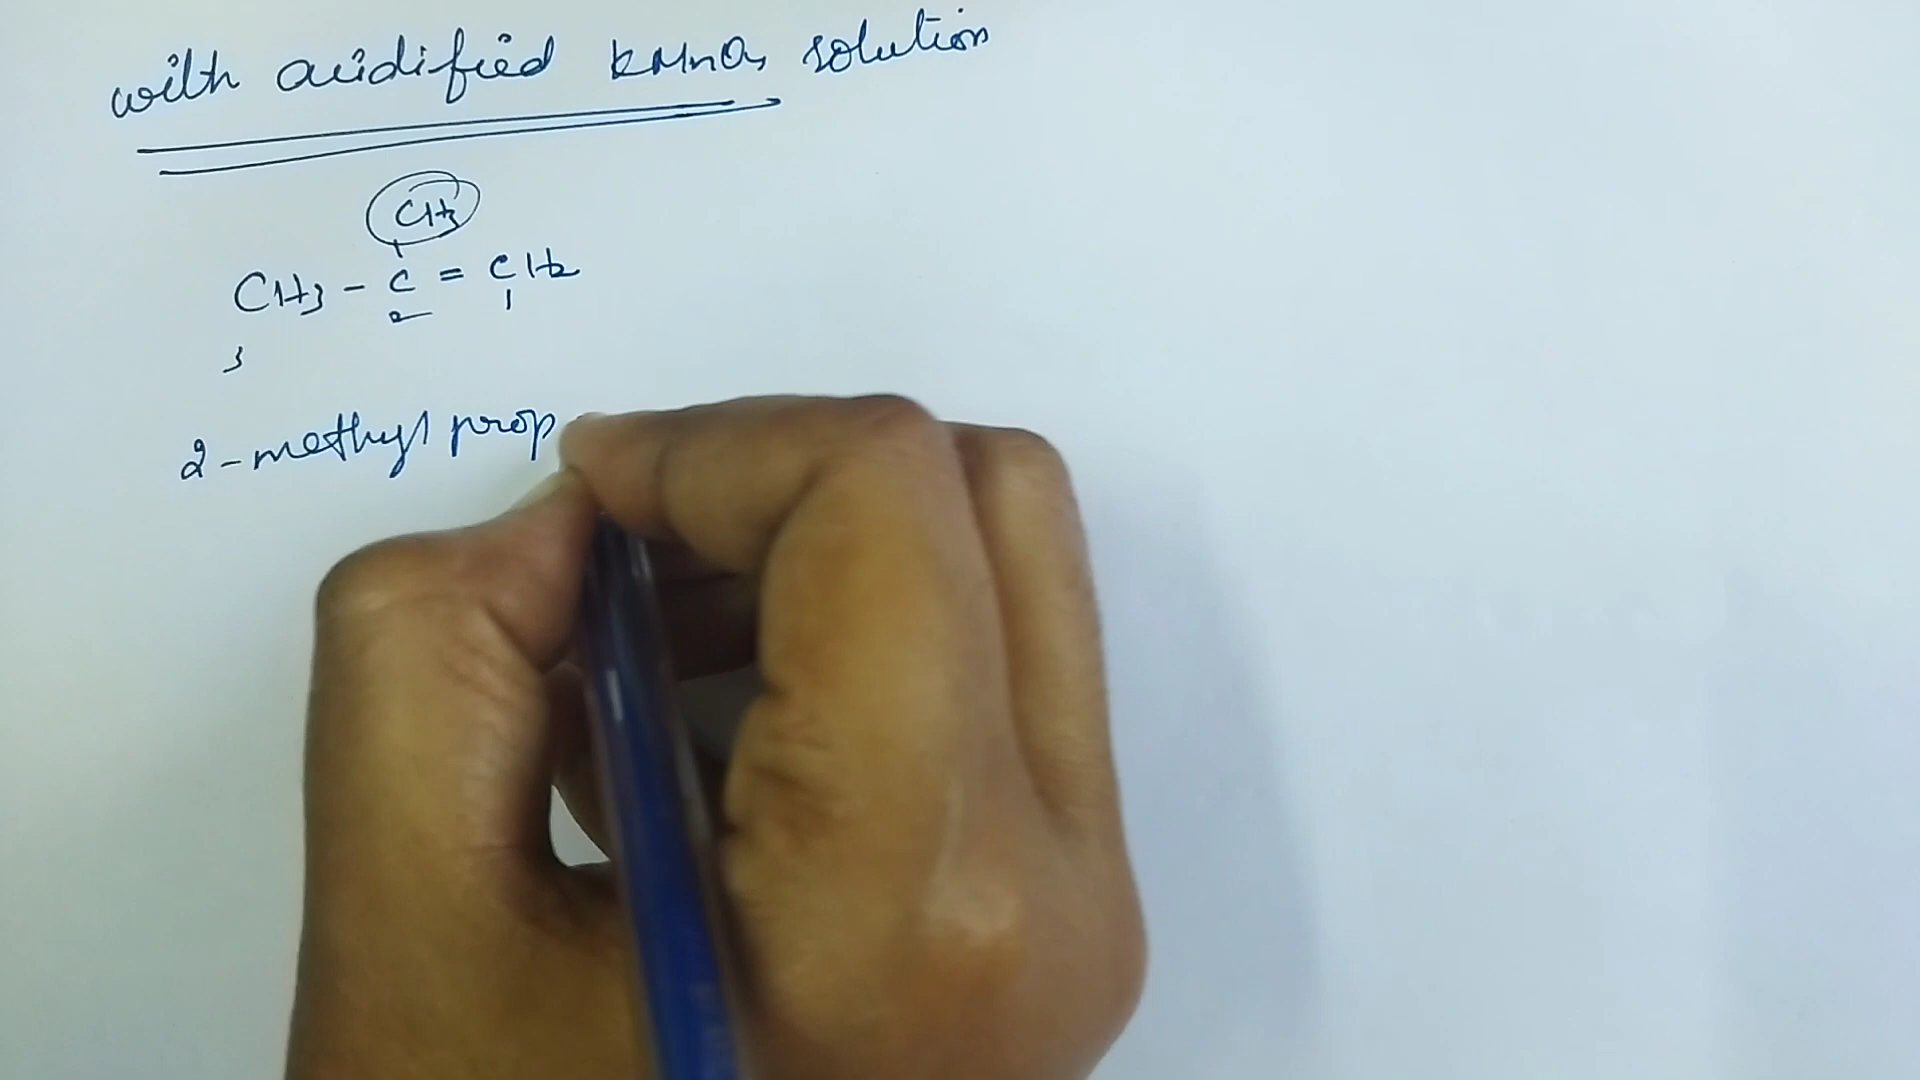 with acidified KMnO4 solution
CH3
CH3 - C = CH2
2 1
3
2-methyl prop